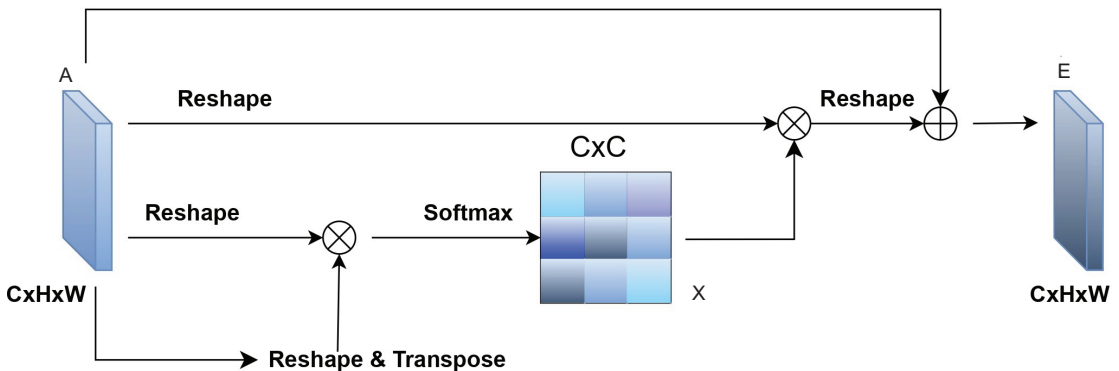 A
E
Reshape
Reshape
CxC
Reshape
Softmax
X
CxHxW
CxHxW
Reshape & Transpose